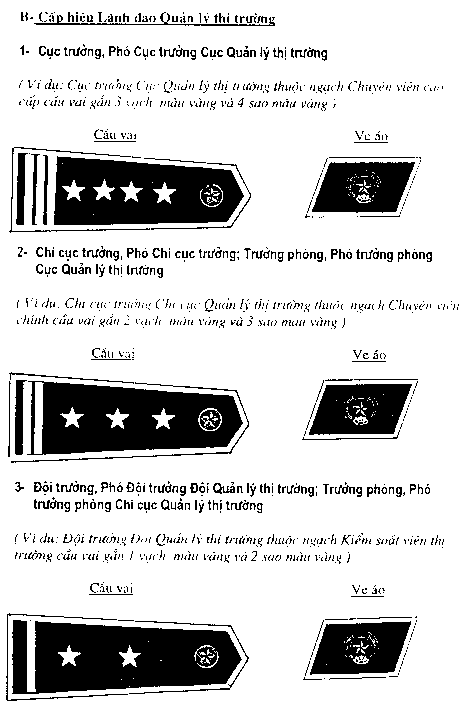 B- Cấp hiệu Lãnh đạo Quản lý thị trường
1- Cục trưởng, Phó Cục trưởng Cục Quản lý thị trường
( Ví dụ: Cục trưởng Cục Quản lý thị trường thuộc ngạch Chuyên viên cao
cấp cấu vai gắn 3 vạch màu vàng và 4 sao màu vàng )
Cấu vai
Ve áo
2- Chi cục trưởng, Phó Chi cục trưởng; Trưởng phòng, Phó trưởng phòng
Cục Quản lý thị trường
( Ví dụ: Chi cục trưởng Chi cục Quản lý thị trường thuộc ngạch Chuyên viên
chính cấu vai gắn 2 vạch màu vàng và 3 sao màu vàng )
Cấu vai
Ve áo
3- Đội trưởng, Phó Đội trưởng Đội Quản lý thị trường; Trưởng phòng, Phó
trưởng phòng Chi cục Quản lý thị trường
( Ví dụ: Đội trưởng Đội Quản lý thị trường thuộc ngạch Kiểm soát viên thị
trường cấu vai gắn 1 vạch màu vàng và 2 sao màu vàng )
Cấu vai
Ve áo